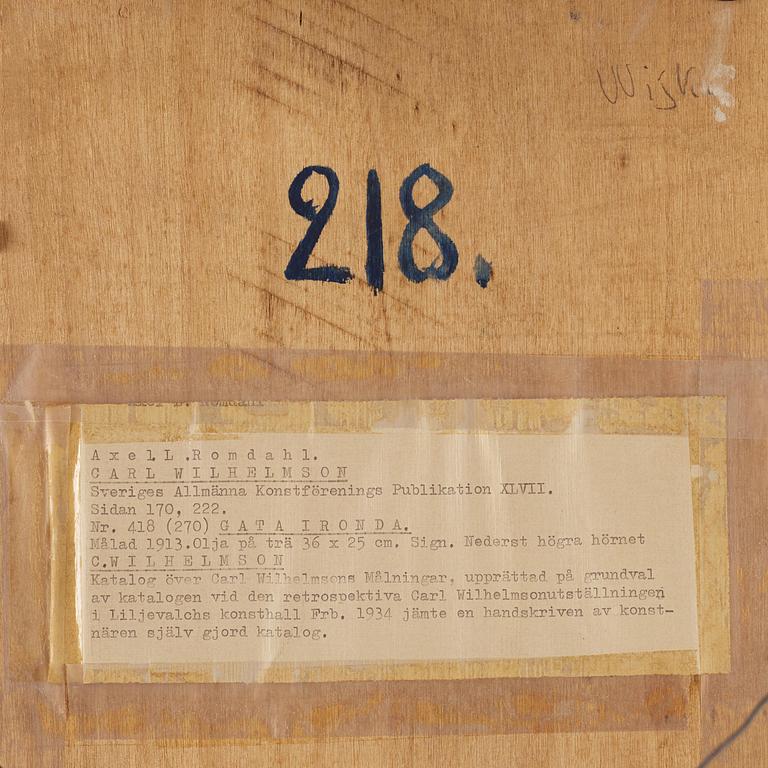 218.
Axel L. Romdahl.
CARL WILHELMSON
Sveriges Allmänna Konstförenings Publikation XLVII.
Sidan 170, 222.
Nr. 418 (270) GATA I RONDA.
Målad 1913.Olja på trä 36 x 25 cm. Sign. Nederst högra hörnet
C.WILHELMSON
Katalog över Carl Wilhelmsons Målningar, upprättad på grundval
av katalogen vid den retrospektiva Carl Wilhelmsonutställningen
i Liljevalchs konsthall Frb. 1934 jämte en handskriven av konst-
nären själv gjord katalog.